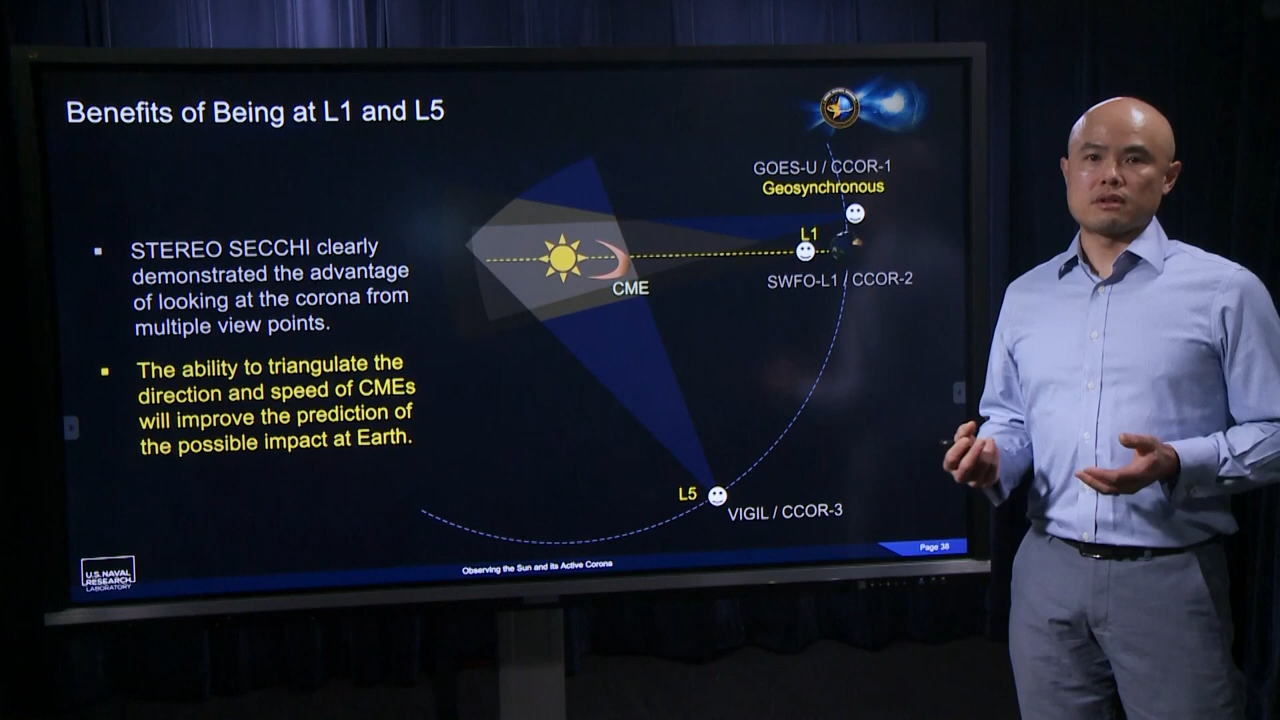 Benefits of Being at L1 and L5
GOES-U / CCOR-1
Geosynchronous
L1
SWFO-L1 / CCOR-2
CME
▪ STEREO SECCHI clearly
demonstrated the advantage
of looking at the corona from
multiple view points.
▪ The ability to triangulate the
direction and speed of CMEs
will improve the prediction of
the possible impact at Earth.
L5
VIGIL / CCOR-3
U.S. NAVAL
RESEARCH
LABORATORY
Observing the Sun and its Active Corona
Page 38